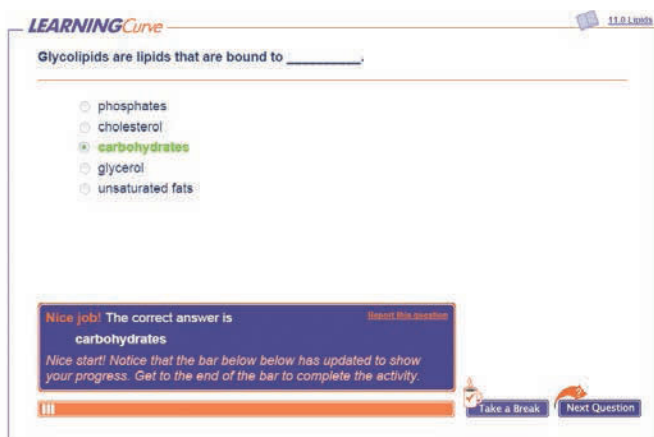 LEARNINGCurve
11.0 Lipids
Glycolipids are lipids that are bound to __________.
phosphates
cholesterol
carbohydrates
glycerol
unsaturated fats
Nice job! The correct answer is
Report this question
carbohydrates
Nice start! Notice that the bar below below has updated to show
your progress. Get to the end of the bar to complete the activity.
Take a Break
Next Question